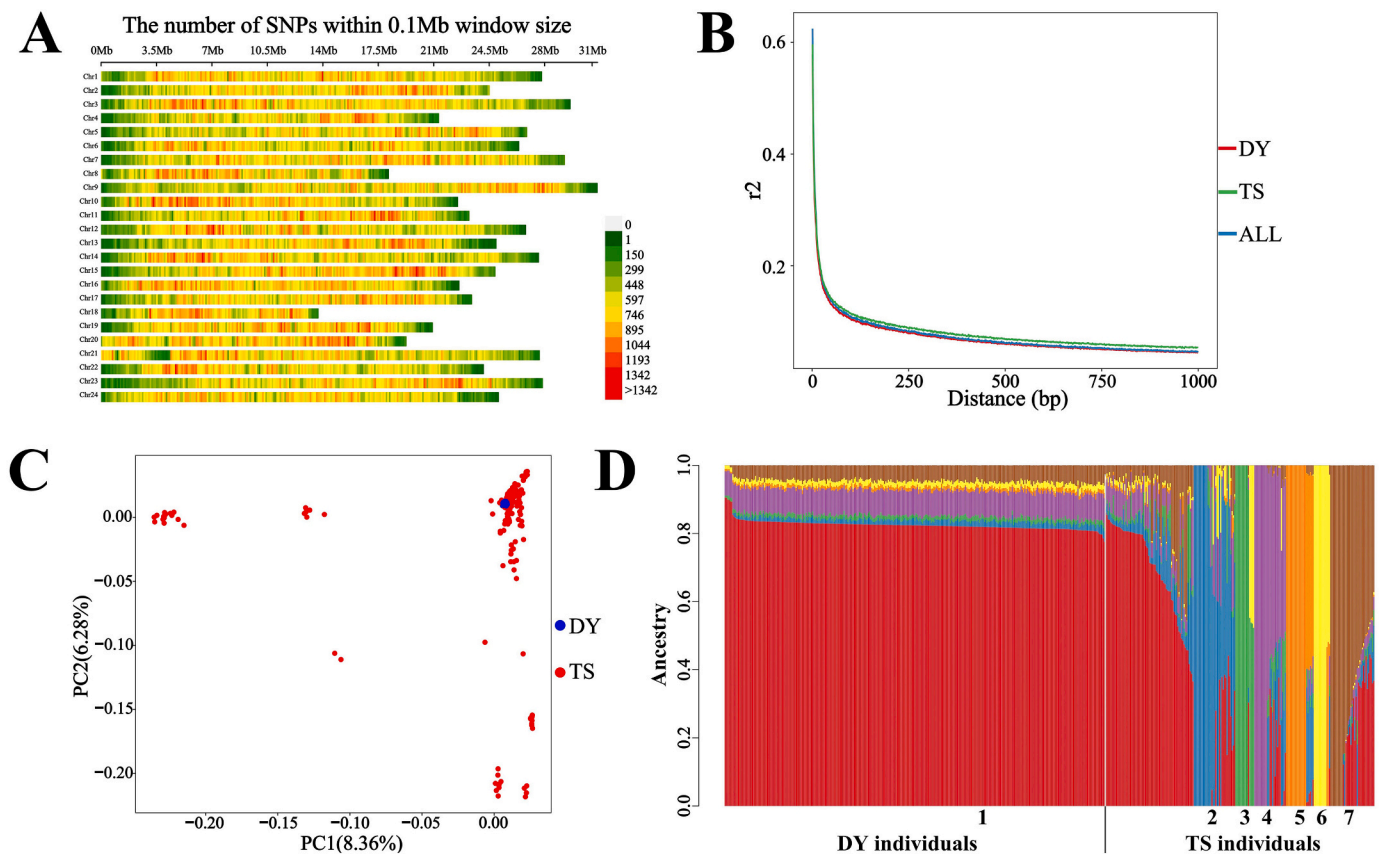 A
The number of SNPs within 0.1Mb window size
0Mb 3.5Mb 7Mb 10.5Mb 14Mb 17.5Mb 21Mb 24.5Mb 28Mb 31Mb
Chr1
Chr2
Chr3
Chr4
Chr5
Chr6
Chr7
Chr8
Chr9
Chr10
Chr11
Chr12
Chr13
Chr14
Chr15
Chr16
Chr17
Chr18
Chr19
Chr20
Chr21
Chr22
Chr23
Chr24
0
1
150
299
448
597
746
895
1044
1193
1342
>1342
B
r2
0.6
0.4
0.2
0 250 500 750 1000
Distance (bp)
DY
TS
ALL
C
PC2(6.28%)
0.00
−0.05
−0.10
−0.15
−0.20
−0.20 −0.15 −0.10 −0.05 0.00
PC1(8.36%)
DY
TS
D
Ancestry
1.0
0.8
0.6
0.4
0.2
0.0
1 2 3 4 5 6 7
DY individuals TS individuals